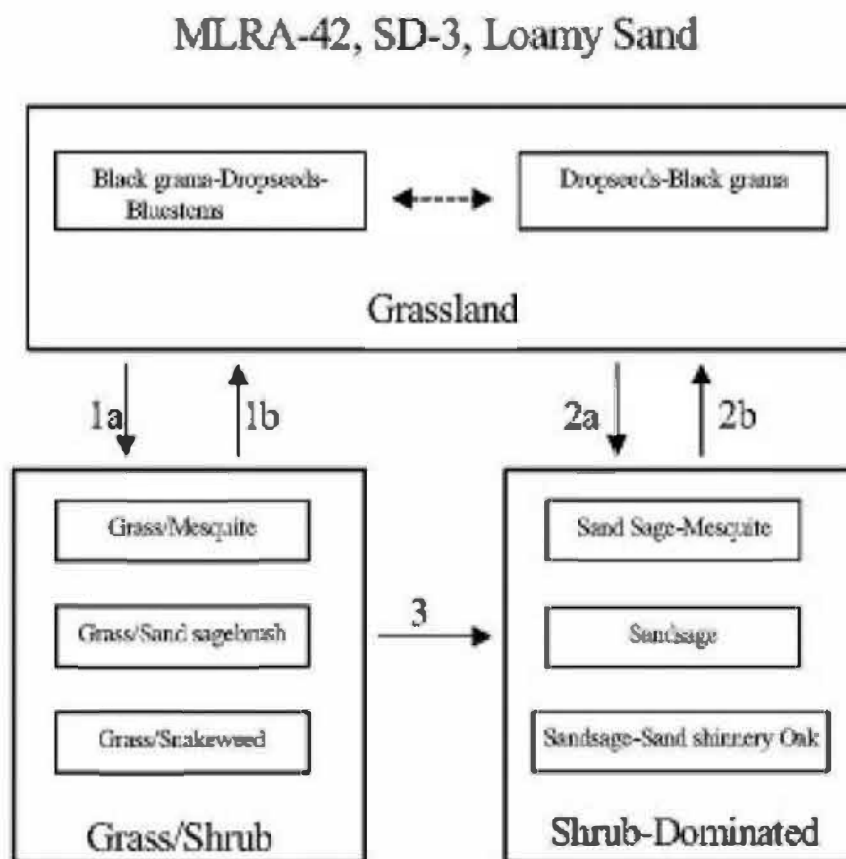 MLRA-42, SD-3, Loamy Sand
Black grama-Dropseeds-
Bluestems
Dropseeds-Black grama
Grassland
1a
1b
2a
2b
Grass/Mesquite
Grass/Sand sagebrush
Grass/Snakeweed
Grass/Shrub
3
Sand Sage-Mesquite
Sandsage
Sandsage-Sand shinnery Oak
Shrub-Dominated